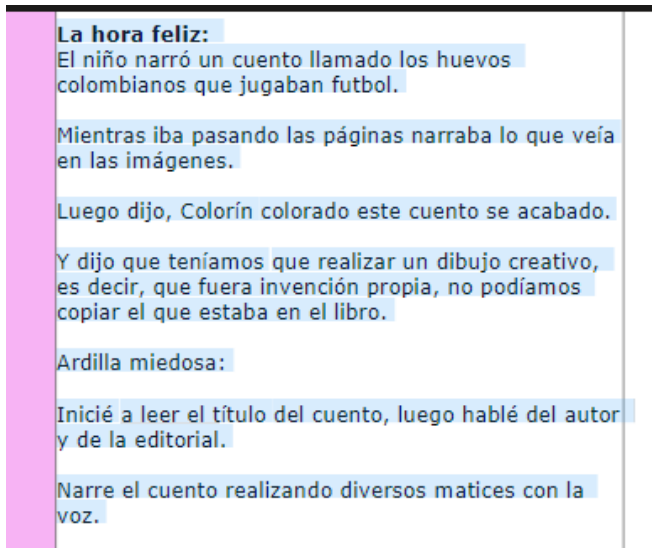 La hora feliz:
El niño narró un cuento llamado los huevos
colombianos que jugaban futbol.
Mientras iba pasando las páginas narraba lo que veía
en las imágenes.
Luego dijo, Colorín colorado este cuento se acabado.
Y dijo que teníamos que realizar un dibujo creativo,
es decir, que fuera invención propia, no podíamos
copiar el que estaba en el libro.
Ardilla miedosa:
Inicié a leer el título del cuento, luego hablé del autor
y de la editorial.
Narre el cuento realizando diversos matices con la
voz.